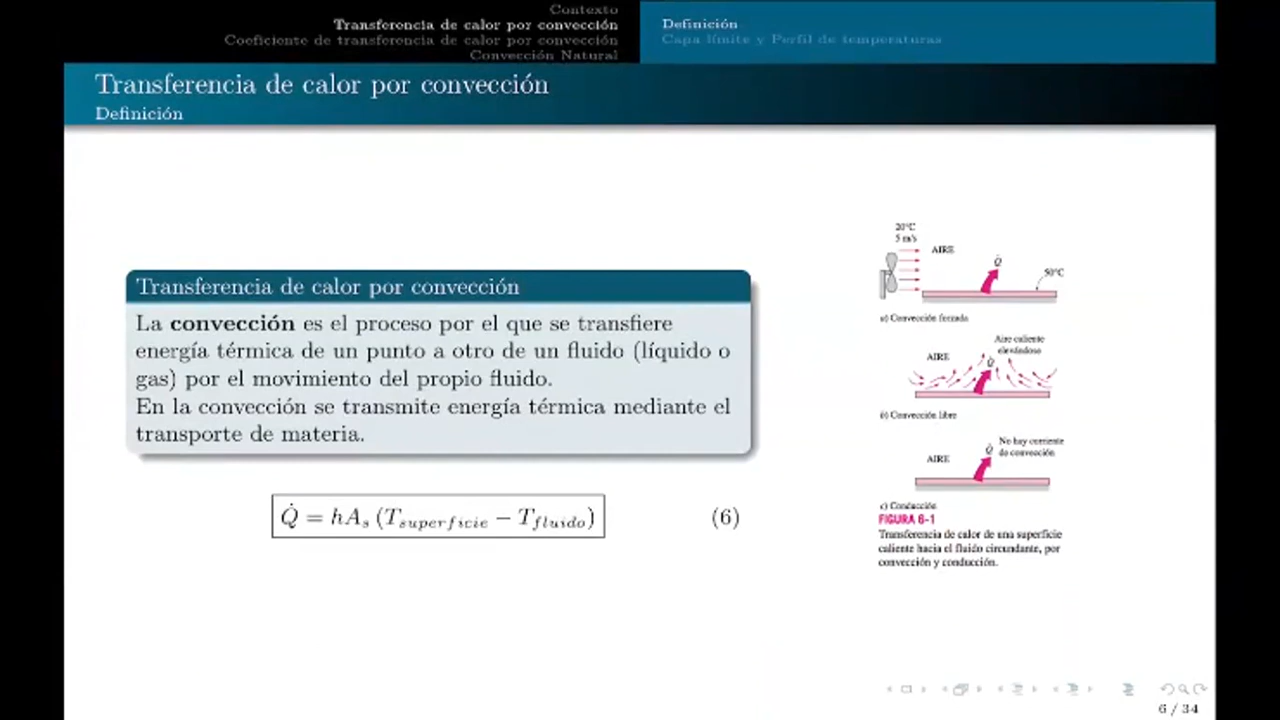 Contexto
Transferencia de calor por convección
Coeficiente de transferencia de calor por convección
Convección Natural
Definición
Capa límite y Perfil de temperaturas
Transferencia de calor por convección
Definición
Transferencia de calor por convección
La convección es el proceso por el que se transfiere
energía térmica de un punto a otro de un fluido (líquido o
gas) por el movimiento del propio fluido.
En la convección se transmite energía térmica mediante el
transporte de materia.
Q̇ = hA_s (T_superficie − T_fluido)
(6)
20°C
5 m/s
AIRE
Q̇
50°C
a) Convección forzada
Aire caliente
elevándose
AIRE
Q̇
b) Convección libre
No hay corriente
de convección
AIRE
Q̇
c) Conducción
FIGURA 6-1
Transferencia de calor de una superficie
caliente hacia el fluido circundante, por
convección y conducción.
6 / 34